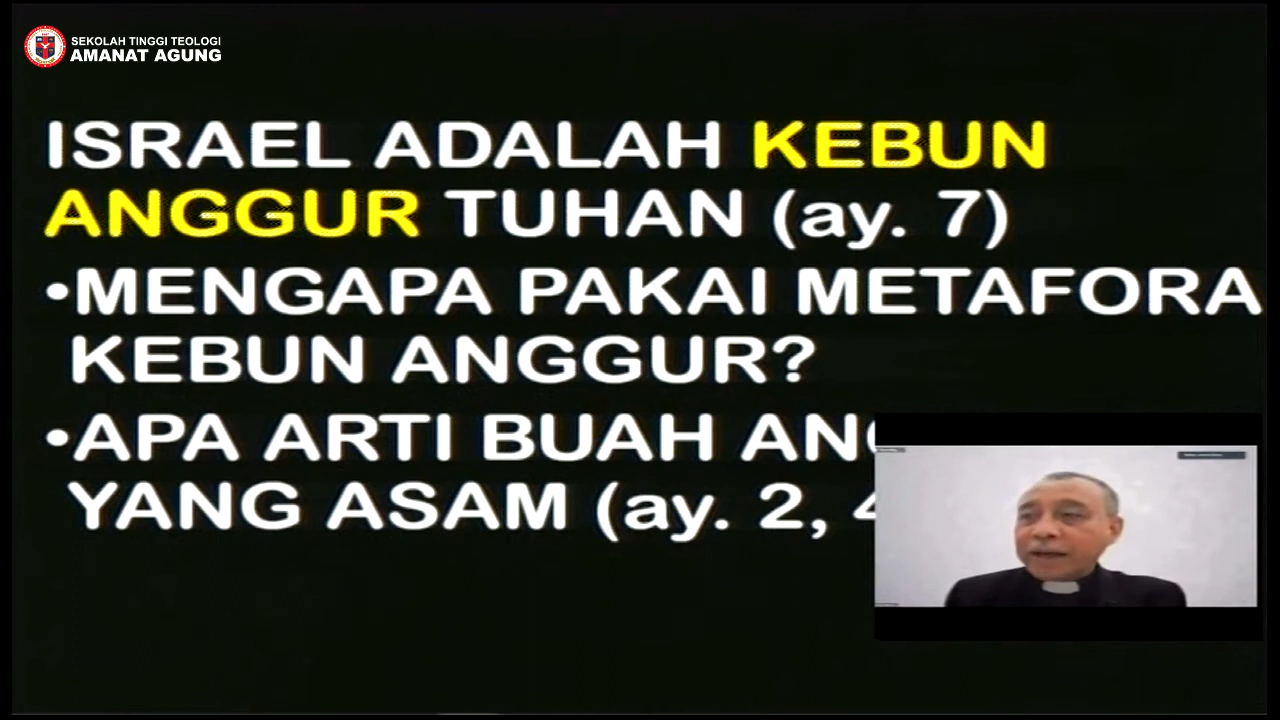 SEKOLAH TINGGI TEOLOGI
AMANAT AGUNG
ISRAEL ADALAH KEBUN
ANGGUR TUHAN (ay. 7)
•MENGAPA PAKAI METAFORA
KEBUN ANGGUR?
•APA ARTI BUAH
YANG ASAM (ay. 2,